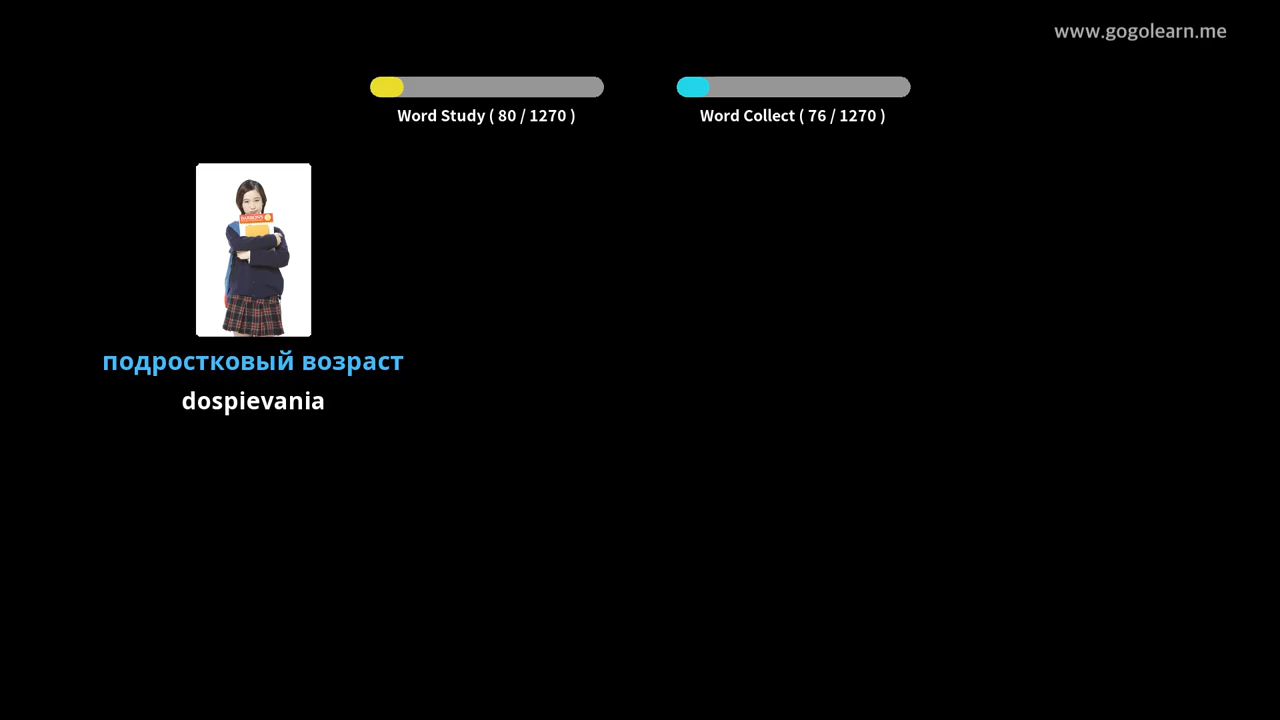 www.gogolearn.me
Word Study ( 80 / 1270 )
Word Collect ( 76 / 1270 )
подростковый возраст
dospievania